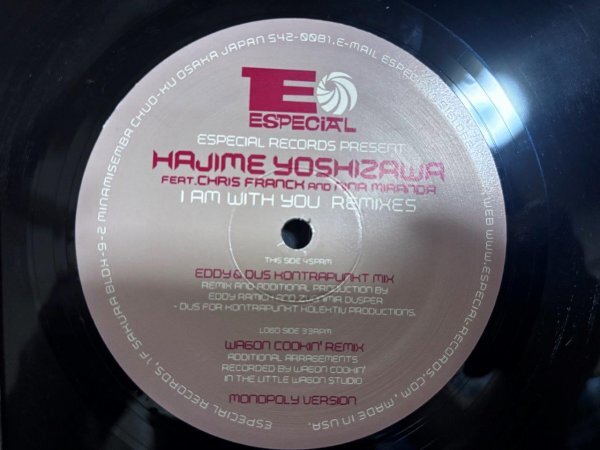 ESPECIAL RECORDS, 1F SAKURA BLDK-9-2 MINAMISEMBA CHUO-KU OSAKA JAPAN 542-0081, E-MAIL ESPECI
WEB WWW.ESPECIAL-RECORDS.COM, MADE IN USA.
E
ESPECIAL
ESPECIAL RECORDS PRESENT
HAJIME YOSHIZAWA
FEAT. CHRIS FRANCK AND NINA MIRANDA
I AM WITH YOU REMIXES
THIS SIDE 45RPM
EDDY & DUS KONTRAPUNKT MIX
REMIX AND ADDITIONAL PRODUCTION BY
EDDY RAMICH AND ZVONIMA DUSPER
- DUS FOR KONTRAPUNKT KOLEKTIV PRODUCTIONS.
LOGO SIDE 33RPM
WAGON COOKIN' REMIX
ADDITIONAL ARRASEMENTS
RECORDED BY WAGON COOKIN'
IN THE LITTLE WAGON STUDIO
MONOPOLY VERSION